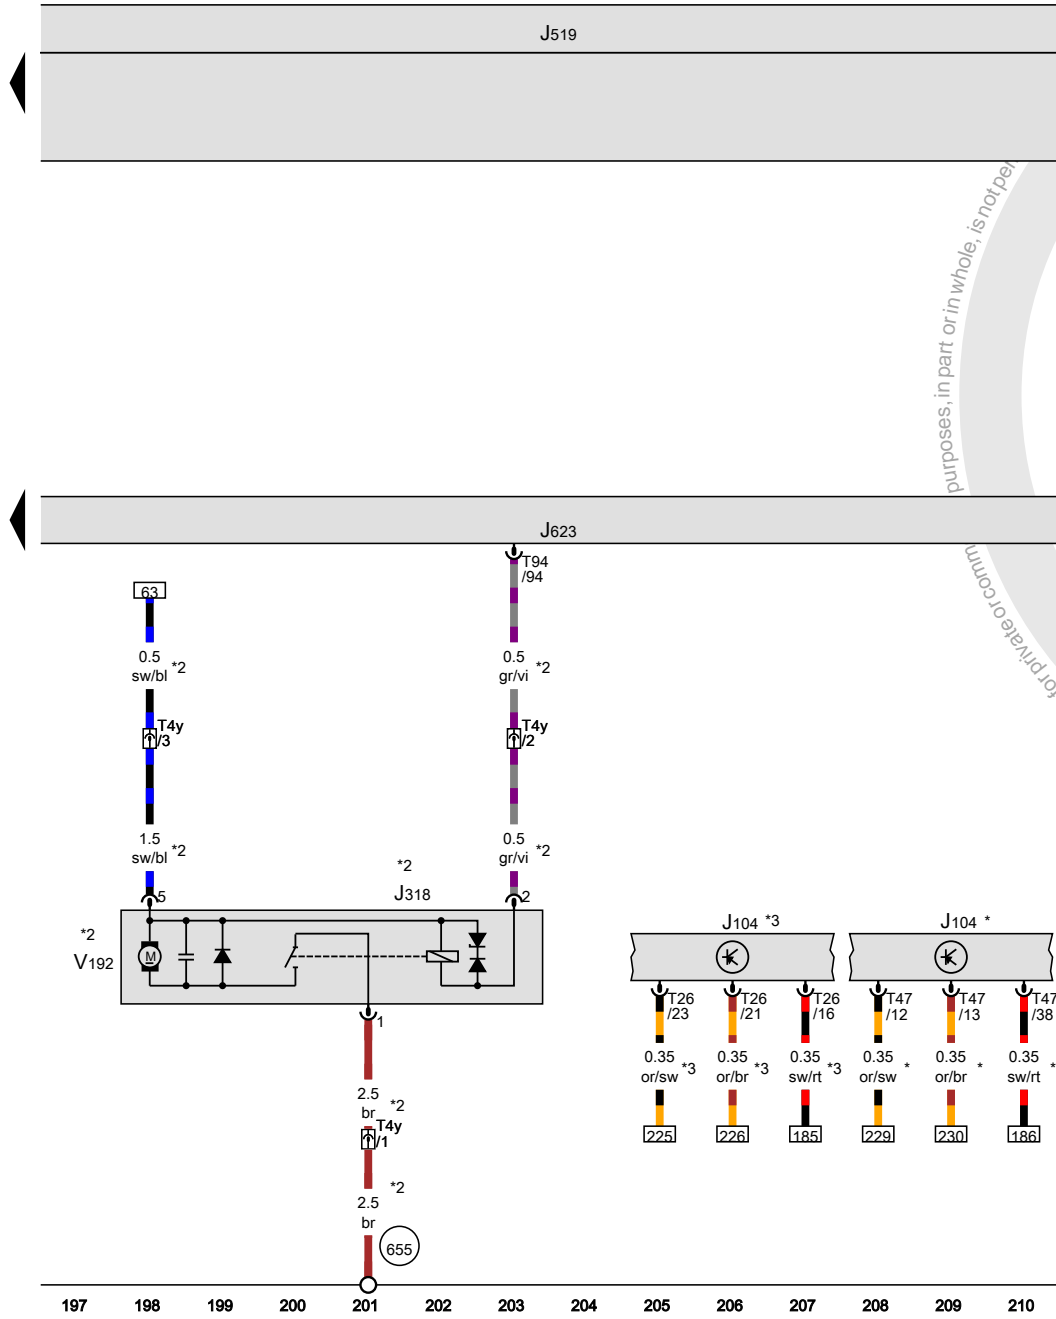 J519
purposes, in part or in whole, is not per
J623
for private or comm
T94
/94
63
0.5
sw/bl *2
0.5
gr/vi *2
T4y
/3
T4y
/2
1.5
sw/bl *2
0.5
gr/vi *2
*2
J318
5
2
*2
V192
M
J104 *3
J104 *
T26
/23
T26
/21
T26
/16
T47
/12
T47
/13
T47
/38
1
0.35
or/sw *3
0.35
or/br *3
0.35
sw/rt *3
0.35
or/sw *
0.35
or/br *
0.35
sw/rt *
2.5
br *2
T4y
/1
225
226
185
229
230
186
*2
2.5
br
655
197 198 199 200 201 202 203 204 205 206 207 208 209 210